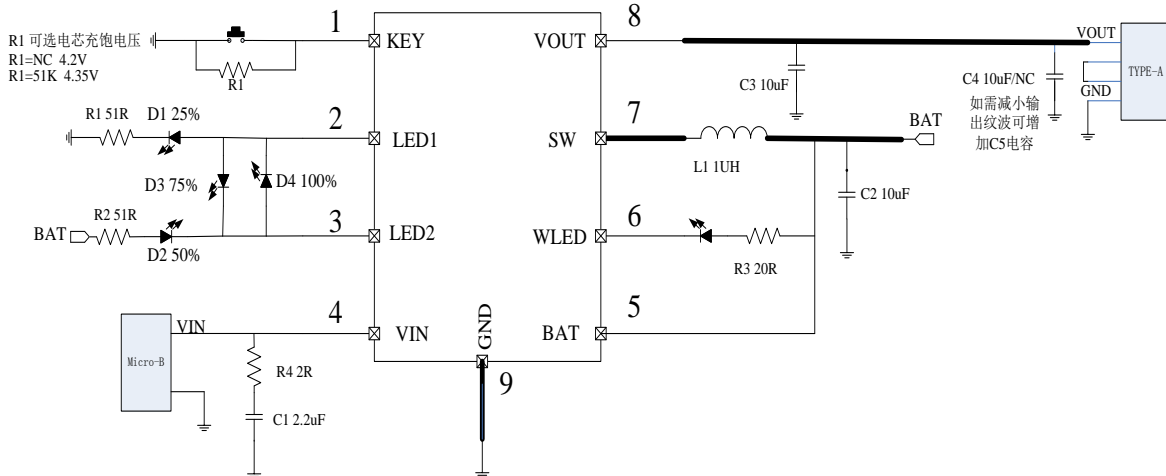 R1 可选电芯充饱电压
R1=NC 4.2V
R1=51K 4.35V
1
KEY
R1
R1 51R
D1 25%
2
LED1
D3 75%
D4 100%
BAT
R2 51R
D2 50%
3
LED2
Micro-B
VIN
4
VIN
R4 2R
C1 2.2uF
GND
9
8
VOUT
C3 10uF
VOUT
C4 10uF/NC
GND
TYPE-A
如需减小输
出纹波可增
加C5电容
7
SW
L1 1UH
BAT
C2 10uF
6
WLED
R3 20R
5
BAT